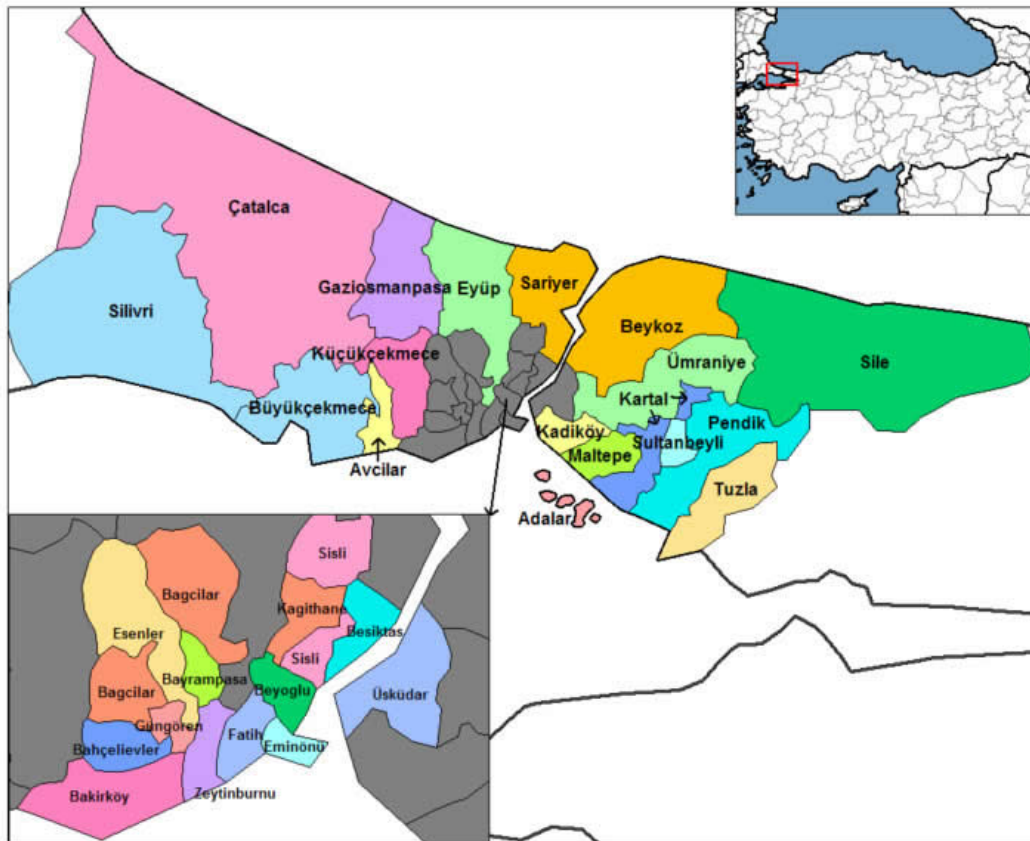 Çatalca
Gaziosmanpasa
Eyüp
Sariyer
Silivri
Beykoz
Küçükçekmece
Ümraniye
Sile
Büyükçekmece
Kartal
Kadiköy
Sultanbeyli
Pendik
Maltepe
Avcilar
Tuzla
Adalar
Sisli
Bagcilar
Kagithane
Esenler
Besiktas
Sisli
Bayrampasa
Bagcilar
Beyoglu
Üsküdar
Güngören
Fatih
Bahçelievler
Eminönü
Bakirköy
Zeytinburnu